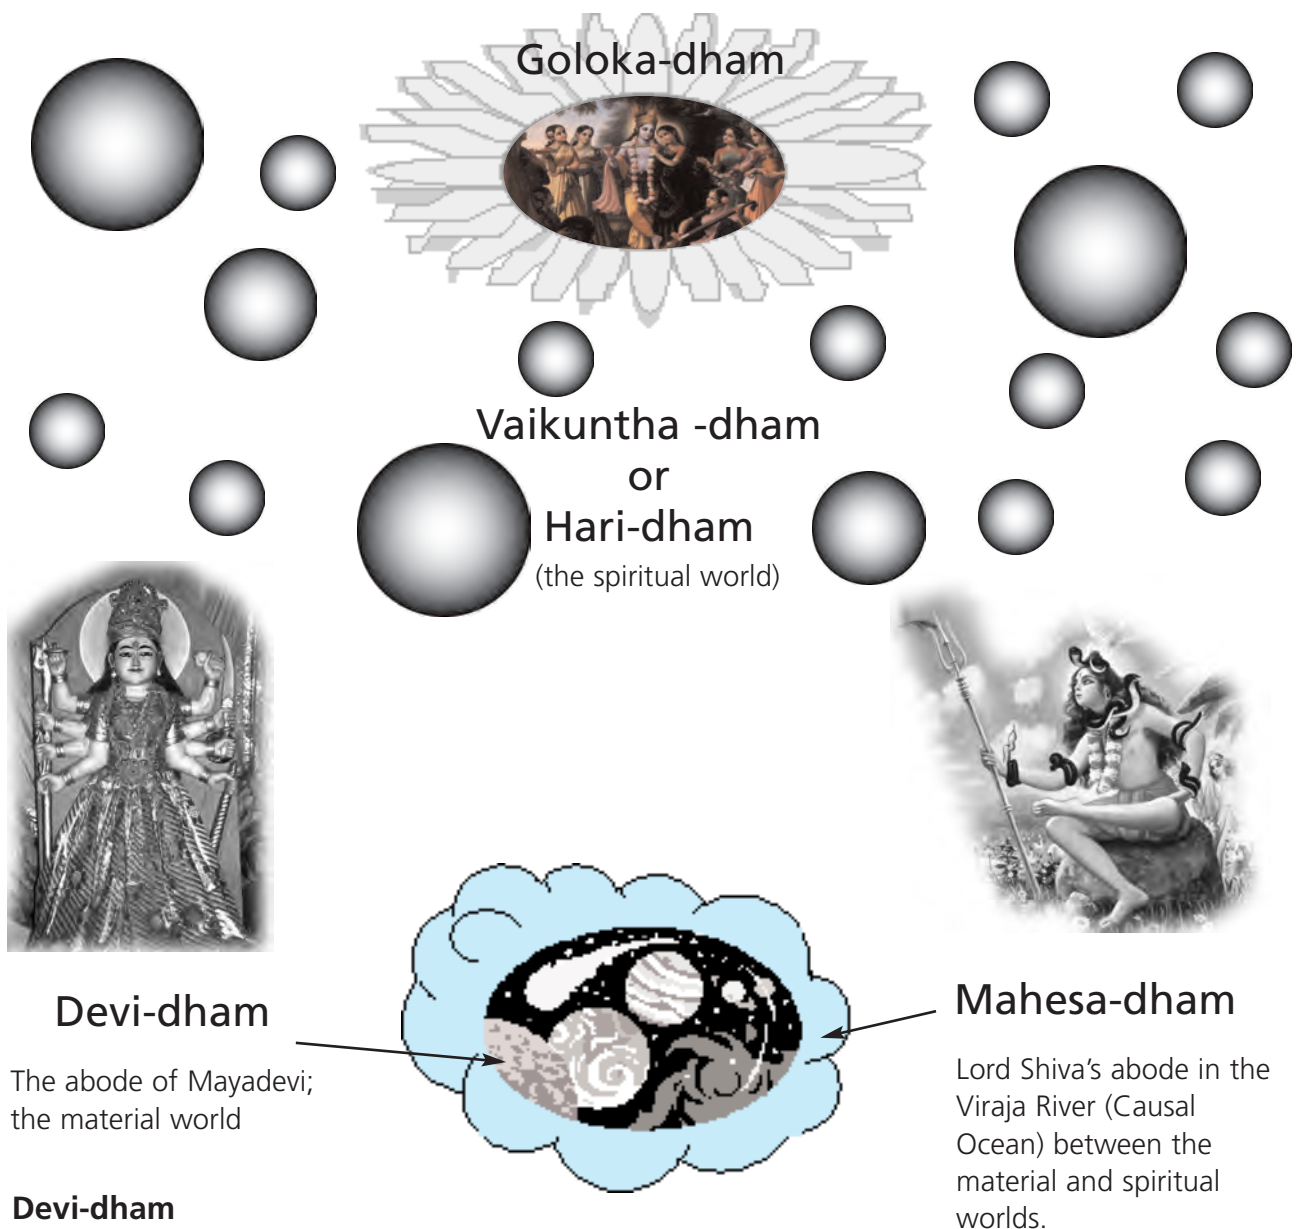 Goloka-dham
Vaikuntha -dham
or
Hari-dham
(the spiritual world)
Devi-dham
The abode of Mayadevi;
the material world
Mahesa-dham
Lord Shiva’s abode in the
Viraja River (Causal
Ocean) between the
material and spiritual
worlds.
Devi-dham